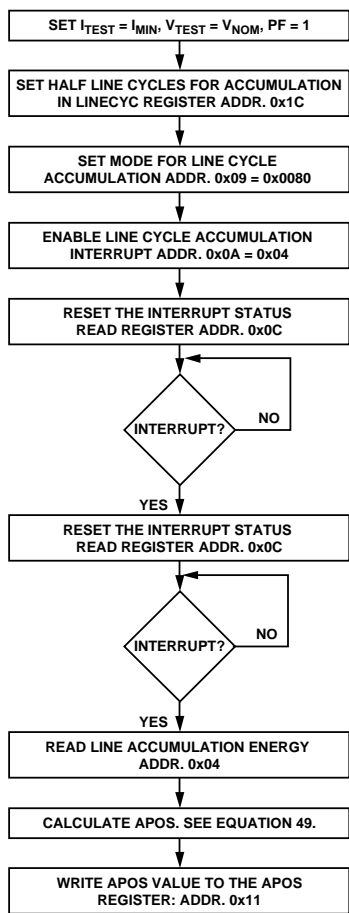 SET ITEST = IMIN, VTEST = VNOM, PF = 1
SET HALF LINE CYCLES FOR ACCUMULATION
IN LINECYC REGISTER ADDR. 0x1C
SET MODE FOR LINE CYCLE
ACCUMULATION ADDR. 0x09 = 0x0080
ENABLE LINE CYCLE ACCUMULATION
INTERRUPT ADDR. 0x0A = 0x04
RESET THE INTERRUPT STATUS
READ REGISTER ADDR. 0x0C
INTERRUPT?
NO
YES
RESET THE INTERRUPT STATUS
READ REGISTER ADDR. 0x0C
INTERRUPT?
NO
YES
READ LINE ACCUMULATION ENERGY
ADDR. 0x04
CALCULATE APOS. SEE EQUATION 49.
WRITE APOS VALUE TO THE APOS
REGISTER: ADDR. 0x11